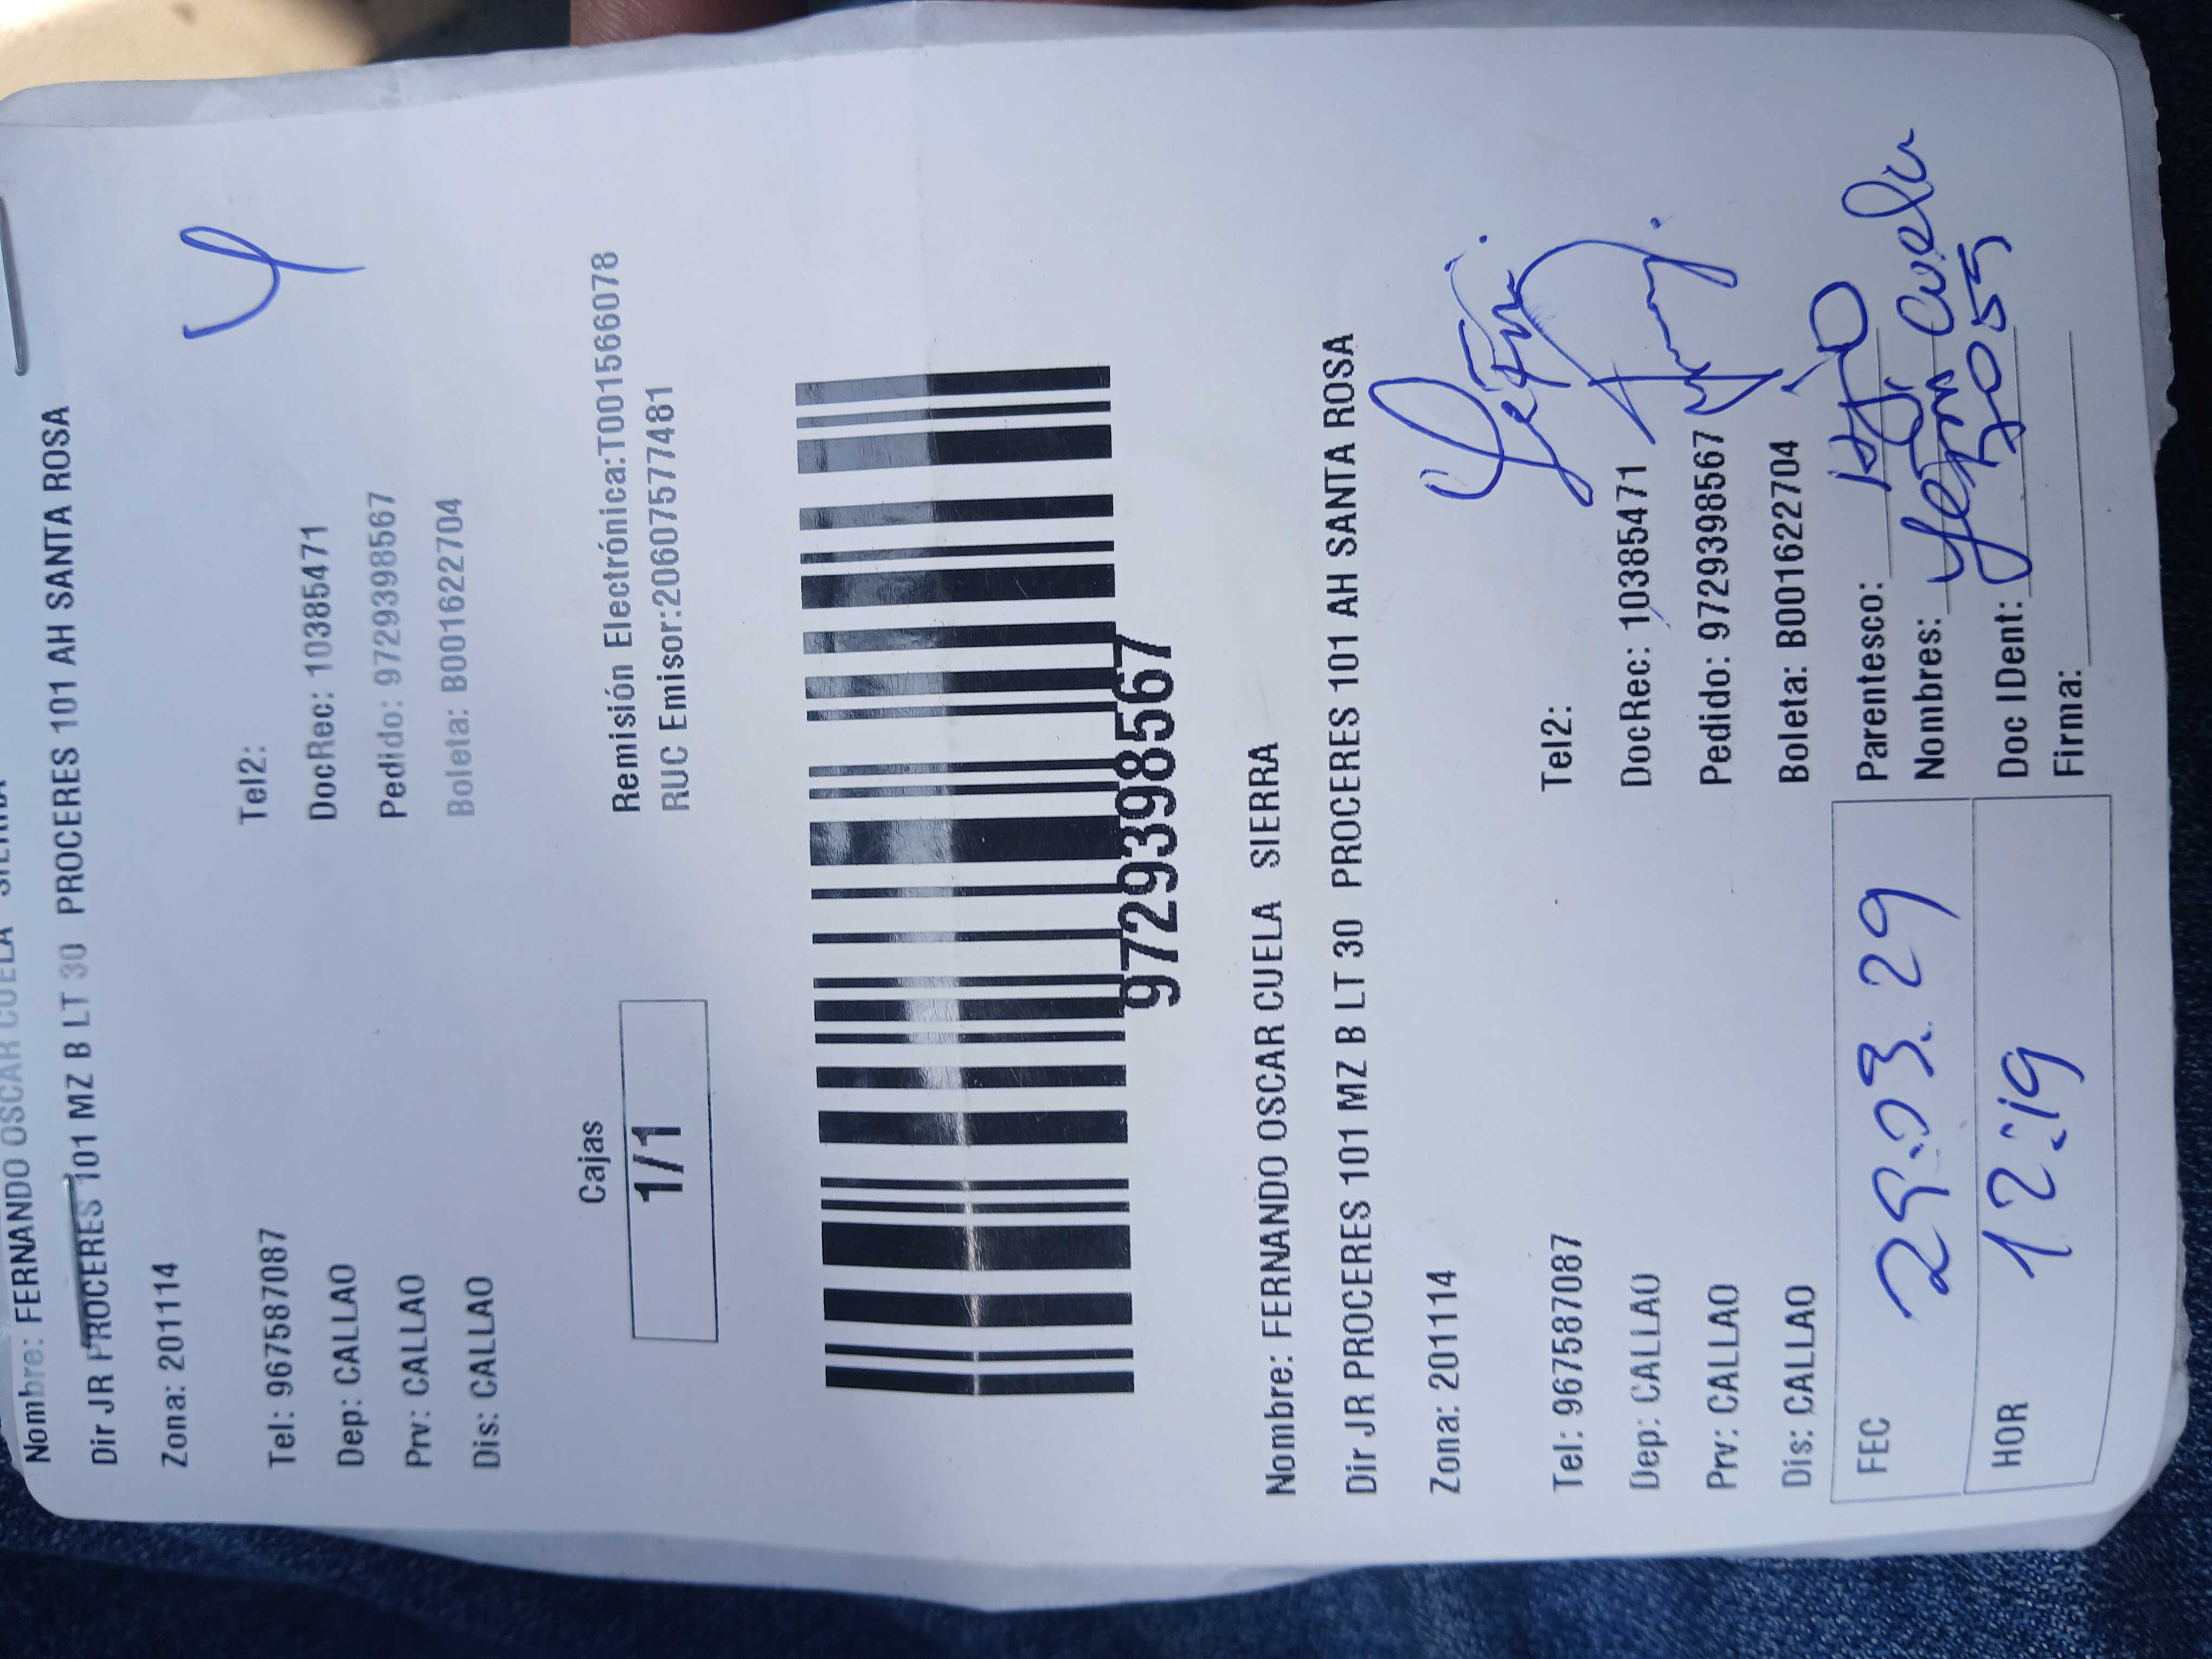 Nombre: FERNANDO OSCAR CUELA SIERRA
Dir JR PROCERES 101 MZ B LT 30 PROCERES 101 AH SANTA ROSA
Zona: 201114
Tel: 967587087 Tel2:
Dep: CALLAO DocRec: 10385471
Prv: CALLAO Pedido: 9729398567
Dis: CALLAO Boleta: B001622704
Cajas
1/1
Remisión Electrónica:T001566078
RUC Emisor:20607577481
9729398567
Nombre: FERNANDO OSCAR CUELA SIERRA
Dir JR PROCERES 101 MZ B LT 30 PROCERES 101 AH SANTA ROSA
Zona: 201114
Tel: 967587087 Tel2:
Dep: CALLAO DocRec: 10385471
Prv: CALLAO Pedido: 9729398567
Dis: CALLAO Boleta: B001622704
FEC
HOR 12:19
Parentesco: HIJO
Nombres:
Doc IDent:
Firma: